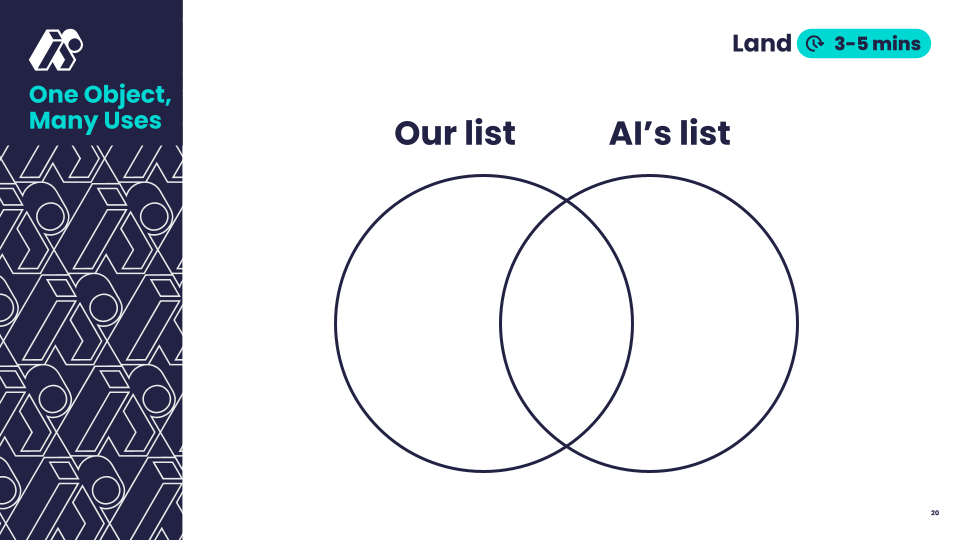 One Object,
Many Uses
Land 3-5 mins
Our list
AI's list
20